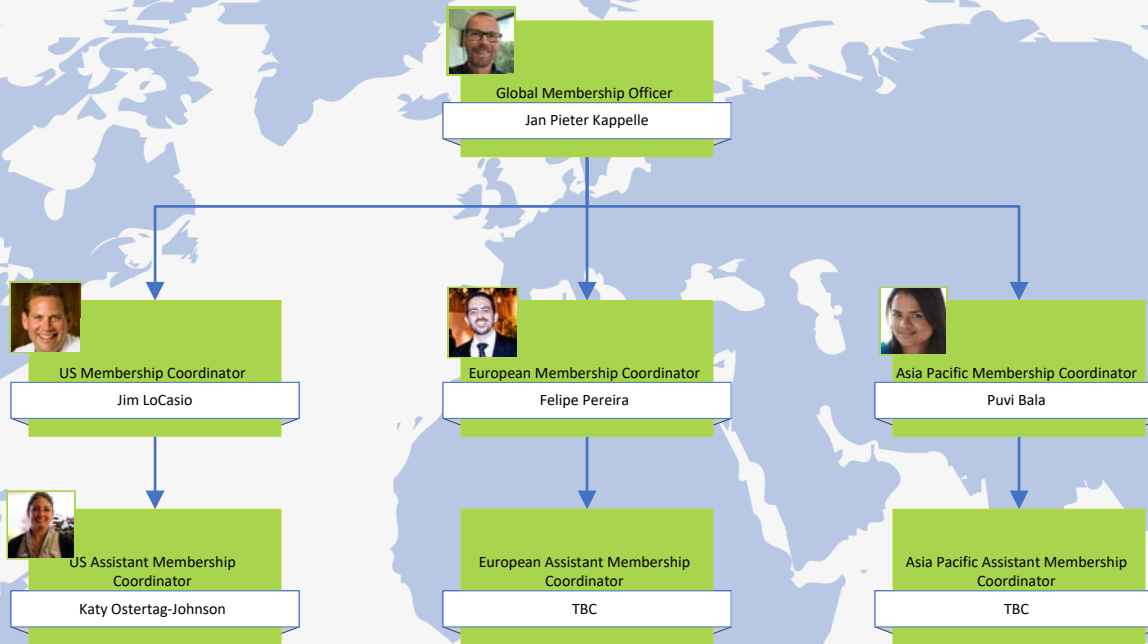 Global Membership Officer
Jan Pieter Kappelle
US Membership Coordinator
Jim LoCasio
European Membership Coordinator
Felipe Pereira
Asia Pacific Membership Coordinator
Puvi Bala
US Assistant Membership
Coordinator
Katy Ostertag-Johnson
European Assistant Membership
Coordinator
TBC
Asia Pacific Assistant Membership
Coordinator
TBC